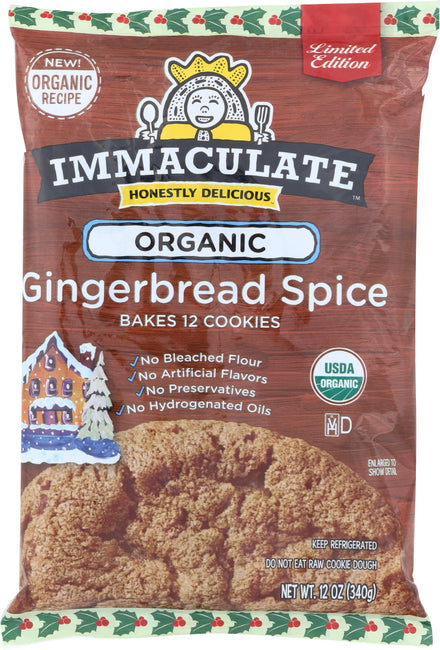 Limited
Edition
NEW!
ORGANIC
RECIPE
IMMACULATE
HONESTLY DELICIOUS
TM
ORGANIC
Gingerbread Spice
BAKES 12 COOKIES
✓No Bleached Flour
✓No Artificial Flavors
✓No Preservatives
✓No Hydrogenated Oils
USDA
ORGANIC
D
ENLARGED TO
SHOW DETAIL
KEEP REFRIGERATED
DO NOT EAT RAW COOKIE DOUGH
NET WT. 12 OZ (340g)